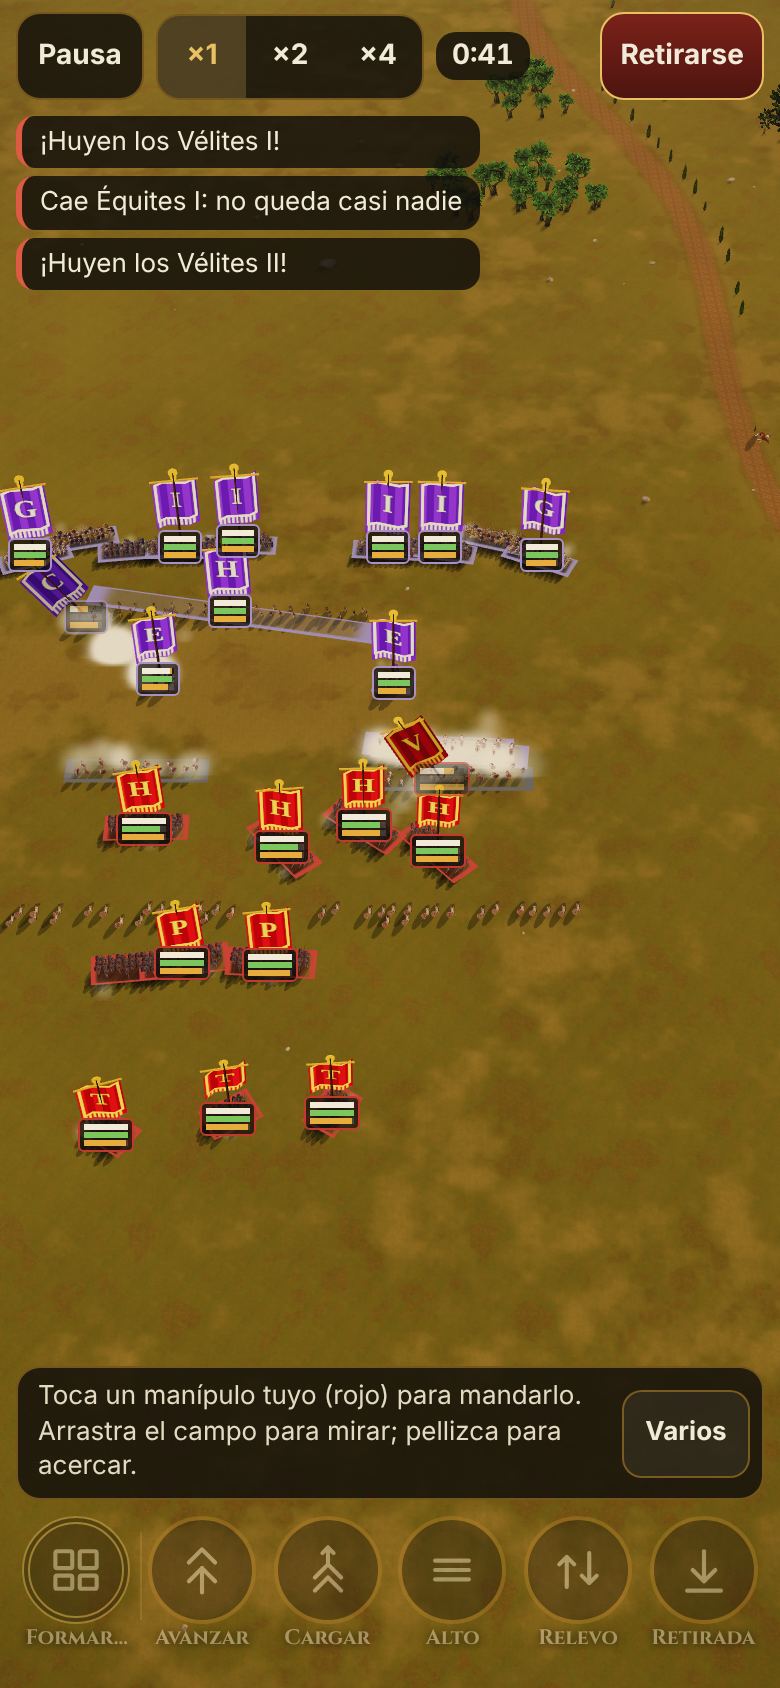 Pausa
×1
×2
×4
0:41
Retirarse
¡Huyen los Vélites I!
Cae Équites I: no queda casi nadie
¡Huyen los Vélites II!
G
I
I
I
I
G
C
H
E
E
V
H
H
H
H
P
P
T
T
T
Toca un manípulo tuyo (rojo) para mandarlo.
Arrastra el campo para mirar; pellizca para
acercar.
Varios
Formar...
Avanzar
Cargar
Alto
Relevo
Retirada